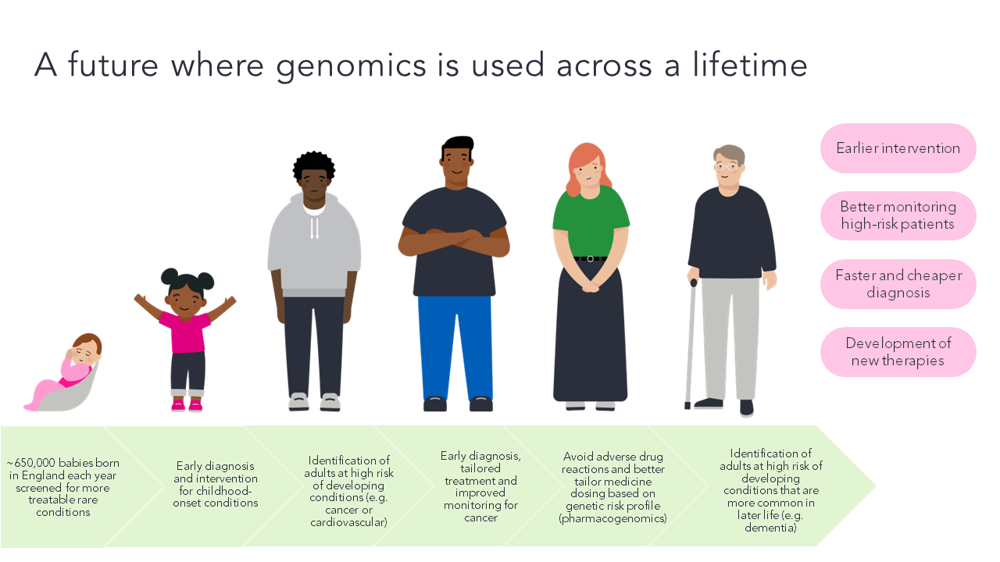 A future where genomics is used across a lifetime
Earlier intervention
Better monitoring
high-risk patients
Faster and cheaper
diagnosis
Development of
new therapies
~650,000 babies born
in England each year
screened for more
treatable rare
conditions
Early diagnosis
and intervention
for childhood-
onset conditions
Identification of
adults at high risk
of developing
conditions (e.g.
cancer or
cardiovascular)
Early diagnosis,
tailored
treatment and
improved
monitoring for
cancer
Avoid adverse drug
reactions and better
tailor medicine
dosing based on
genetic risk profile
(pharmacogenomics)
Identification of
adults at high risk of
developing
conditions that are
more common in
later life (e.g.
dementia)